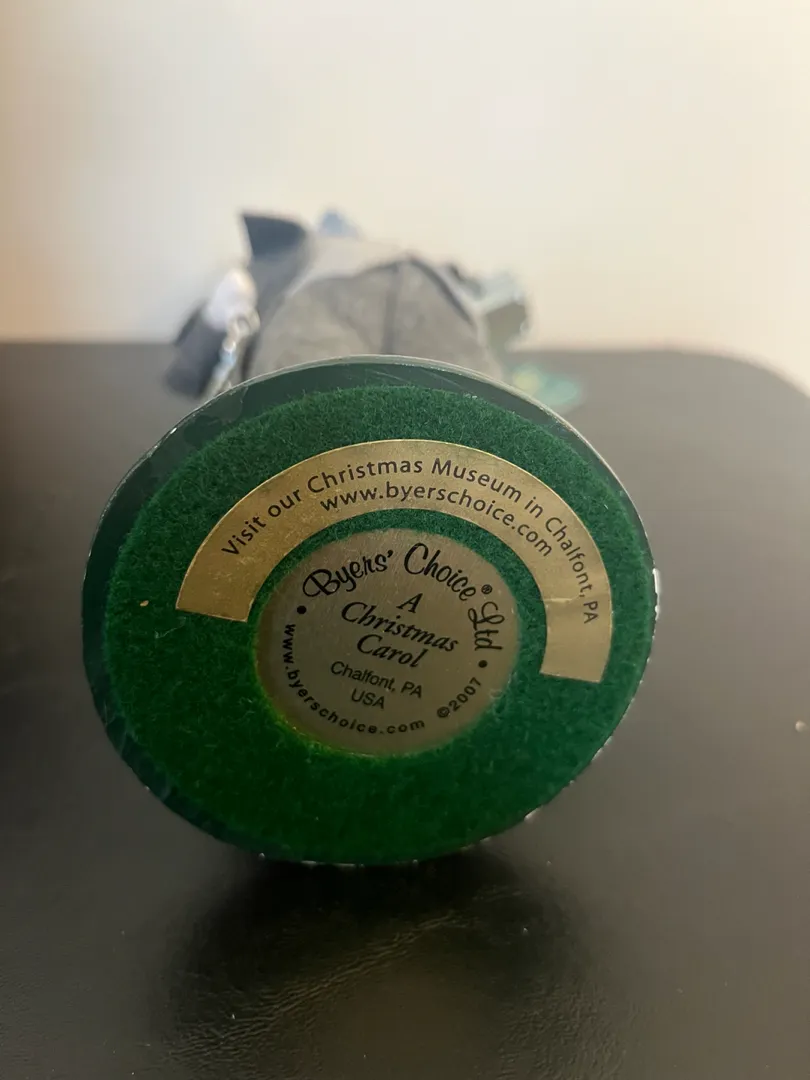 Visit our Christmas Museum in Chalfont, PA
www.byerschoice.com
Byers' Choice® Ltd
A
Christmas
Carol
Chalfont, PA
USA
www.byerschoice.com ©2007